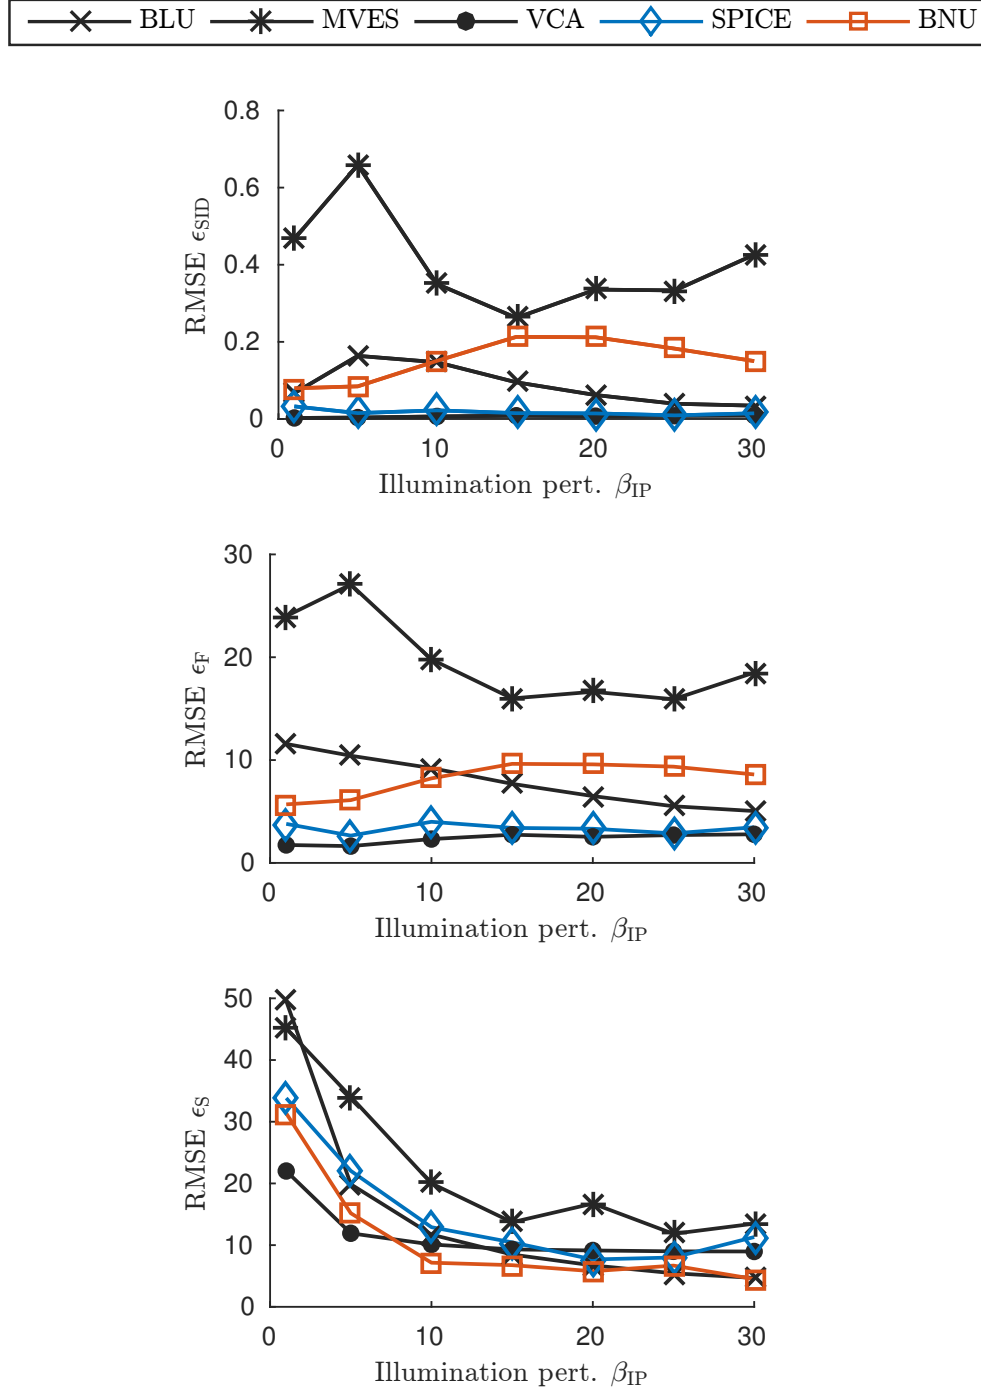 BLU MVES VCA SPICE BNU
0.8
0.6
0.4
0.2
0
RMSE ϵSID
0 10 20 30
Illumination pert. βIP
30
20
10
0
RMSE ϵF
0 10 20 30
Illumination pert. βIP
50
40
30
20
10
0
RMSE ϵS
0 10 20 30
Illumination pert. βIP